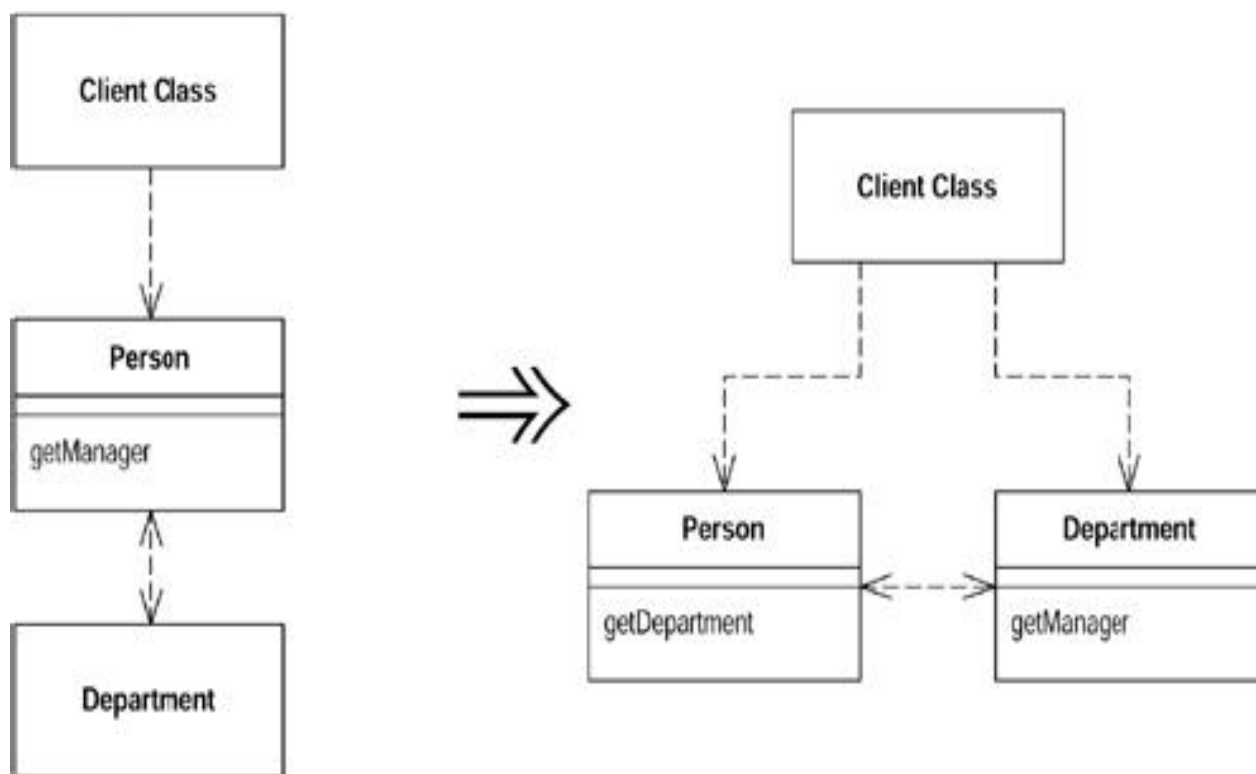 Client Class
Person
getManager
Department
Client Class
Person
getDepartment
Department
getManager